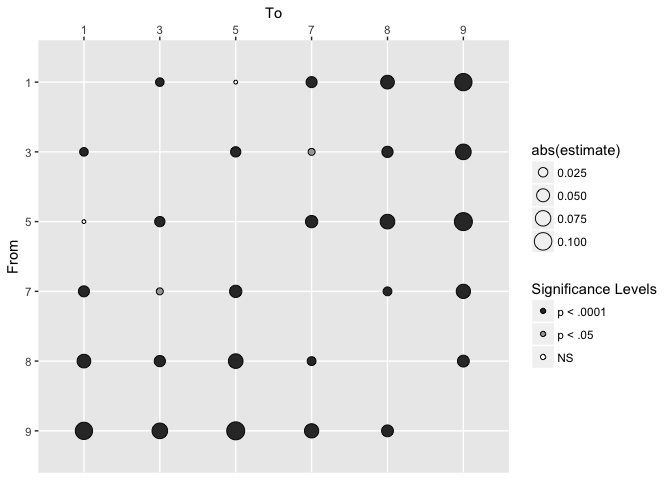 To
1 3 5 7 8 9
1
3
5
7
8
9
From
abs(estimate)
0.025
0.050
0.075
0.100
Significance Levels
p < .0001
p < .05
NS